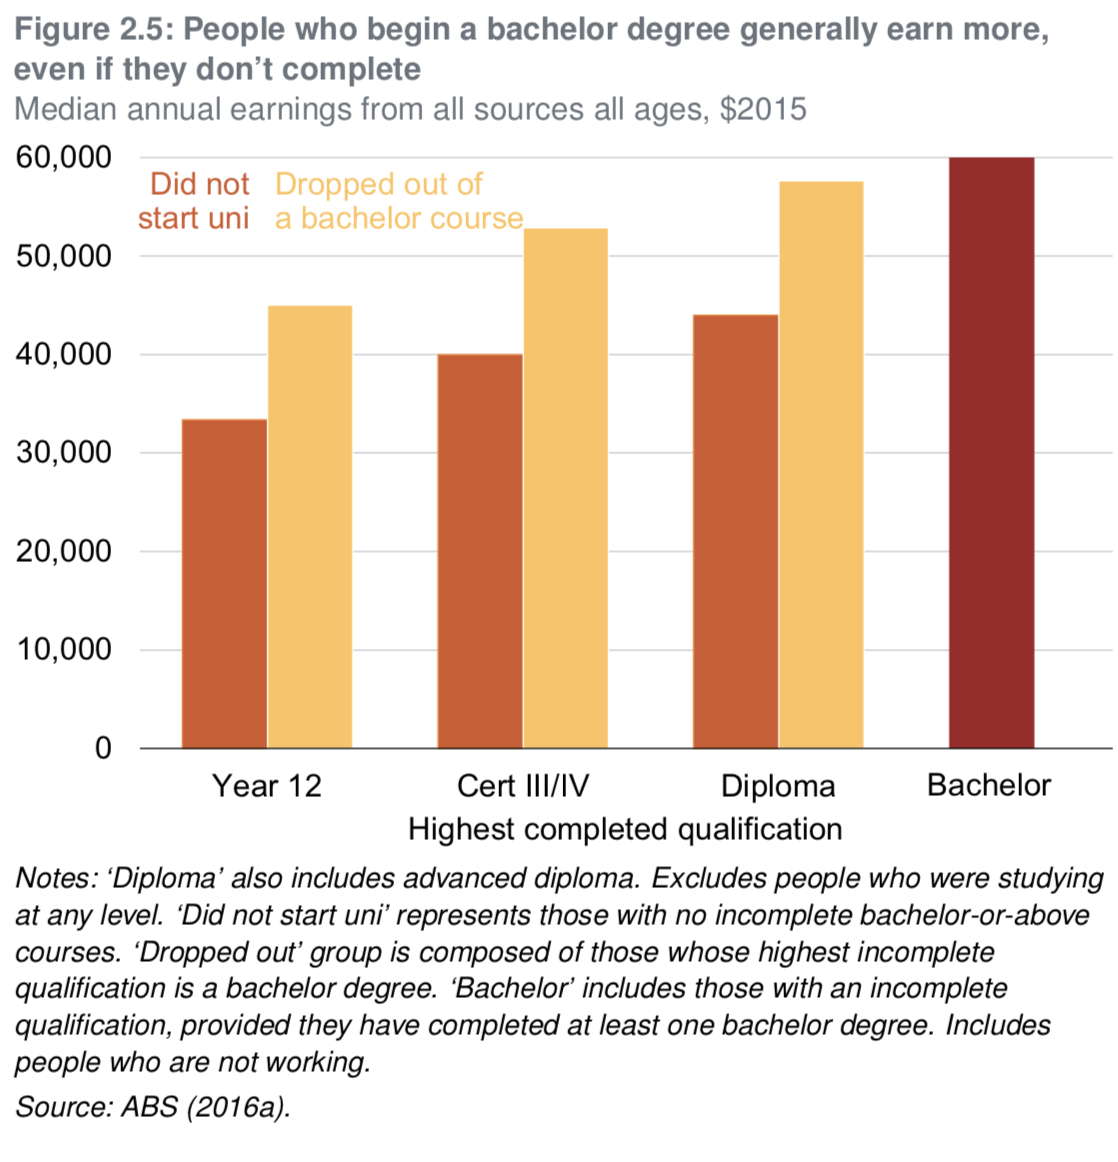 Figure 2.5: People who begin a bachelor degree generally earn more,
even if they don’t complete
Median annual earnings from all sources all ages, $2015
60,000
50,000
40,000
30,000
20,000
10,000
0
Did not
start uni
Dropped out of
a bachelor course
Year 12
Cert III/IV
Diploma
Bachelor
Highest completed qualification
Notes: ‘Diploma’ also includes advanced diploma. Excludes people who were studying
at any level. ‘Did not start uni’ represents those with no incomplete bachelor-or-above
courses. ‘Dropped out’ group is composed of those whose highest incomplete
qualification is a bachelor degree. ‘Bachelor’ includes those with an incomplete
qualification, provided they have completed at least one bachelor degree. Includes
people who are not working.
Source: ABS (2016a).